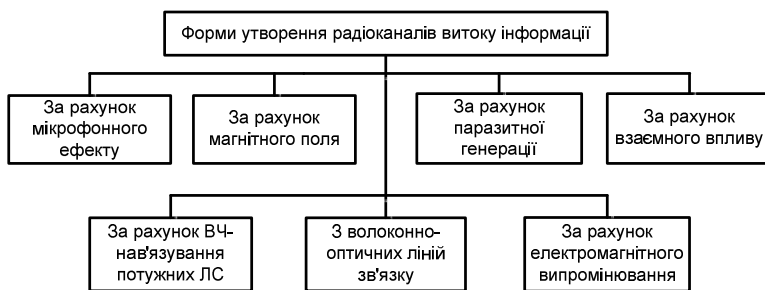 Форми утворення радіоканалів витоку інформації
За рахунок
мікрофонного
ефекту
За рахунок
магнітного поля
За рахунок
паразитної
генерації
За рахунок
взаємного впливу
За рахунок ВЧ-
нав'язування
потужних ЛС
З волоконно-
оптичних ліній
зв'язку
За рахунок
електромагнітного
випромінювання